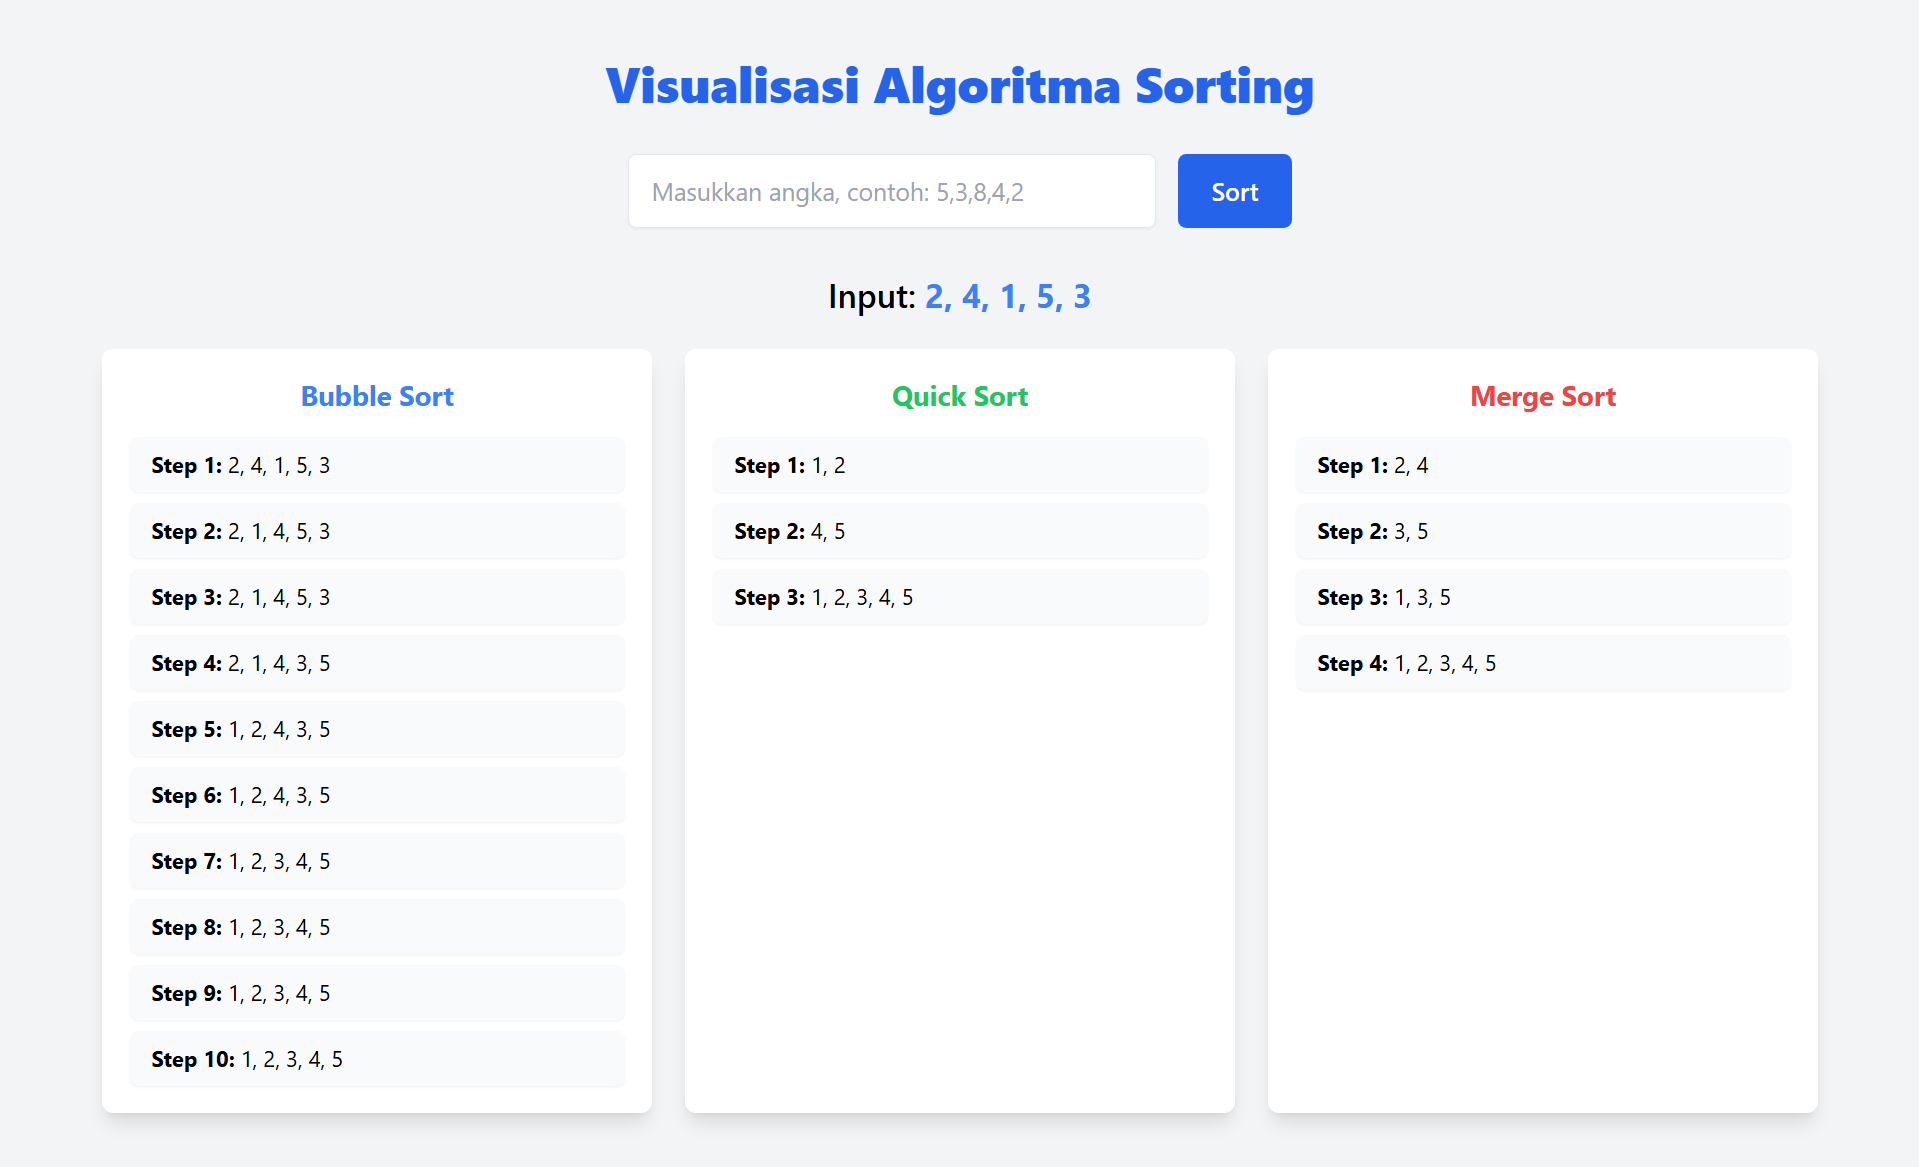 Visualisasi Algoritma Sorting
Masukkan angka, contoh: 5,3,8,4,2
Sort
Input: 2, 4, 1, 5, 3
Bubble Sort
Step 1: 2, 4, 1, 5, 3
Step 2: 2, 1, 4, 5, 3
Step 3: 2, 1, 4, 5, 3
Step 4: 2, 1, 4, 3, 5
Step 5: 1, 2, 4, 3, 5
Step 6: 1, 2, 4, 3, 5
Step 7: 1, 2, 3, 4, 5
Step 8: 1, 2, 3, 4, 5
Step 9: 1, 2, 3, 4, 5
Step 10: 1, 2, 3, 4, 5
Quick Sort
Step 1: 1, 2
Step 2: 4, 5
Step 3: 1, 2, 3, 4, 5
Merge Sort
Step 1: 2, 4
Step 2: 3, 5
Step 3: 1, 3, 5
Step 4: 1, 2, 3, 4, 5